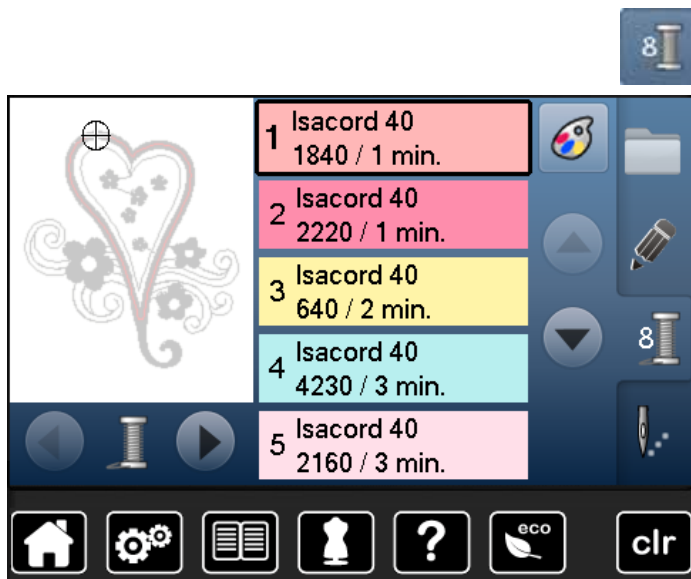 8
1 Isacord 40
1840 / 1 min.
2 Isacord 40
2220 / 1 min.
3 Isacord 40
640 / 2 min.
8
4 Isacord 40
4230 / 3 min.
5 Isacord 40
2160 / 3 min.
?
eco
clr